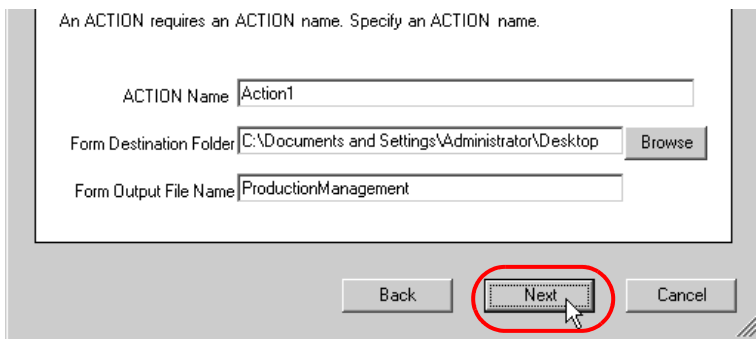 An ACTION requires an ACTION name. Specify an ACTION name.
ACTION Name Action1
Form Destination Folder C:\Documents and Settings\Administrator\Desktop Browse
Form Output File Name ProductionManagement
Back Next Cancel